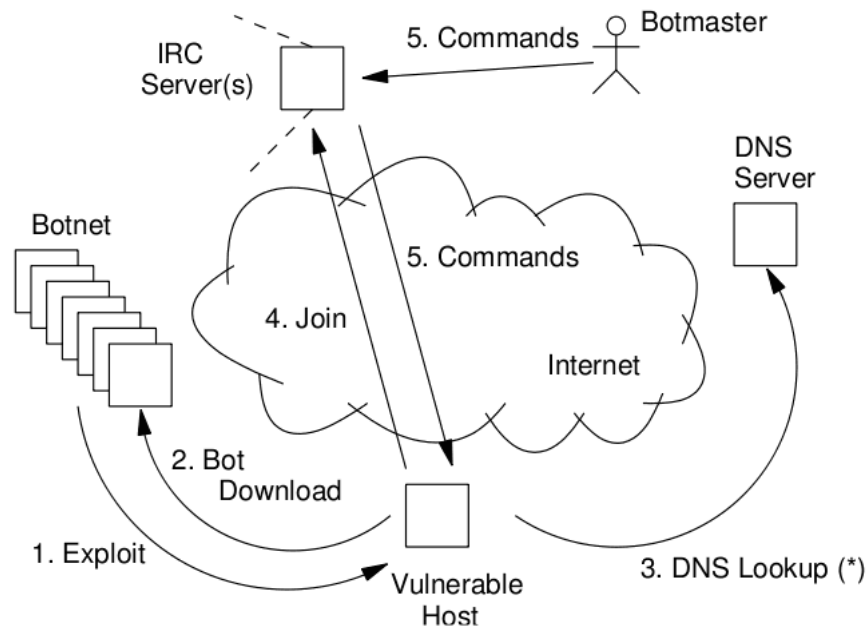 5. Commands
Botmaster
IRC
Server(s)
DNS
Server
Botnet
5. Commands
4. Join
Internet
2. Bot
Download
1. Exploit
3. DNS Lookup (*)
Vulnerable
Host